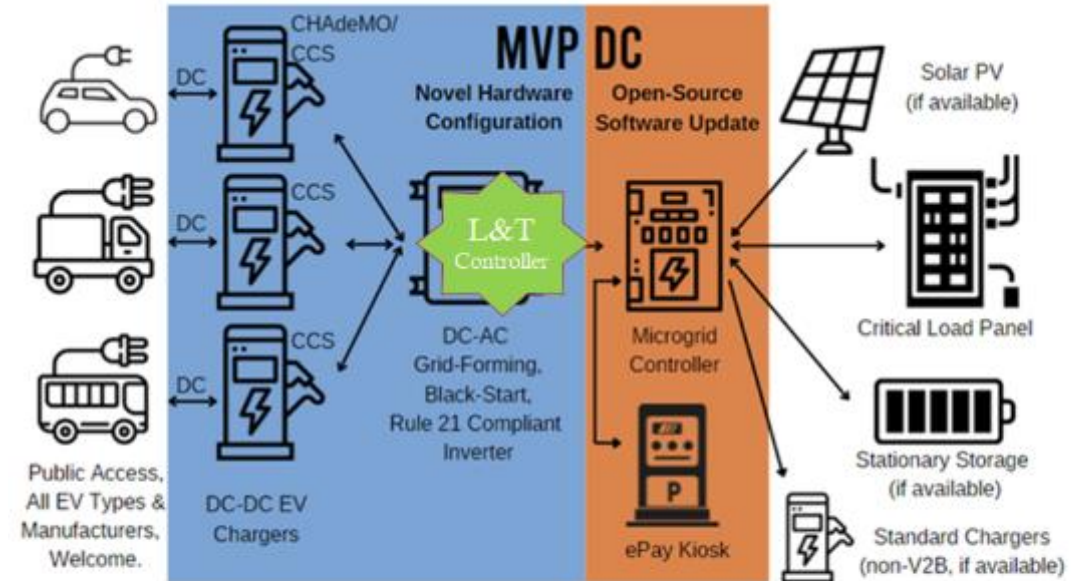 CHAdeMO/
CCS
MVP DC
Novel Hardware
Configuration
Open-Source
Software Update
Solar PV
(if available)
DC
CCS
DC
L&T
Controller
CCS
DC
DC-AC
Grid-Forming,
Black-Start,
Rule 21 Compliant
Inverter
Microgrid
Controller
Critical Load Panel
P
Stationary Storage
(if available)
Public Access,
All EV Types &
Manufacturers,
Welcome.
DC-DC EV
Chargers
ePay Kiosk
Standard Chargers
(non-V2B, if available)